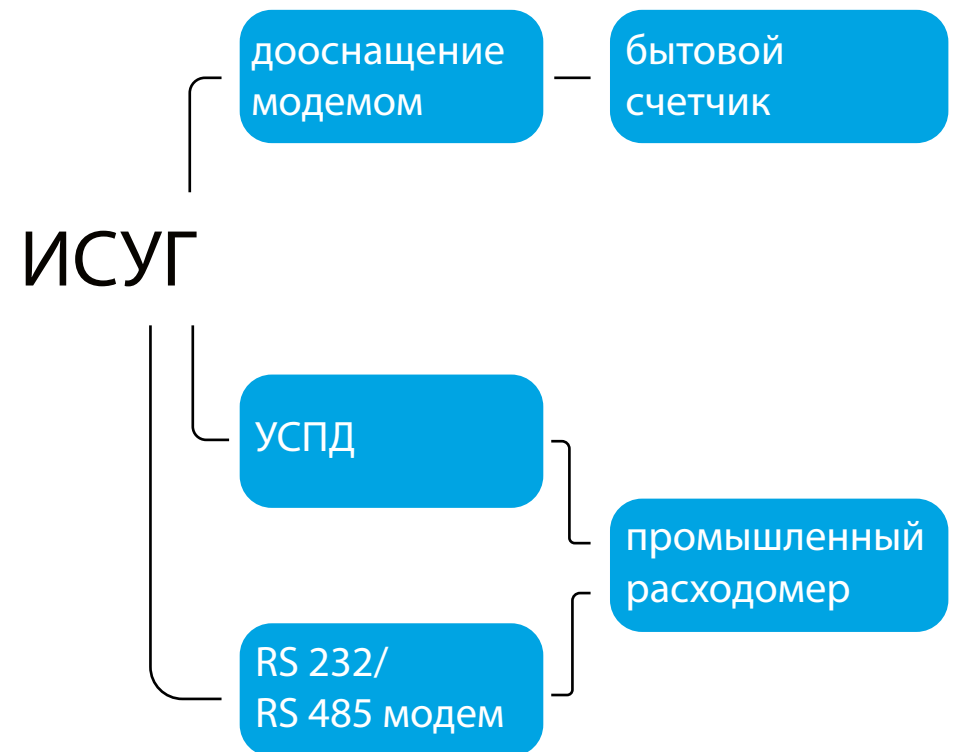 дооснащение
модемом
бытовой
счетчик
ИСУГ
УСПД
промышленный
расходомер
RS 232/
RS 485 модем